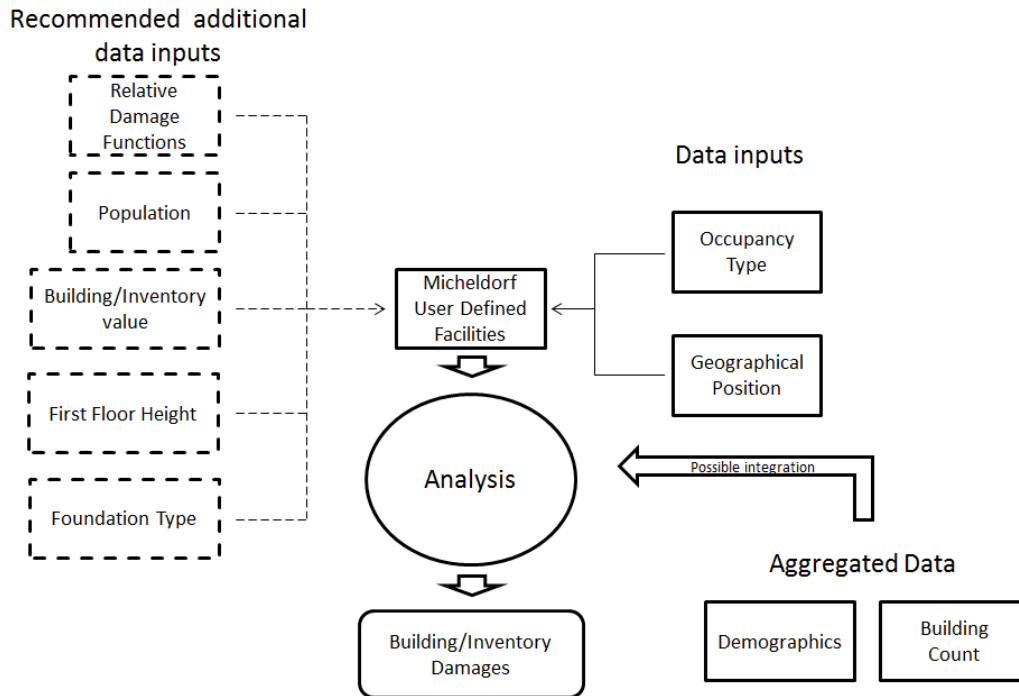 Recommended additional
data inputs
Relative
Damage
Functions
Population
Building/Inventory
value
First Floor Height
Foundation Type
Micheldorf
User Defined
Facilities
Analysis
Building/Inventory
Damages
Data inputs
Occupancy
Type
Geographical
Position
Possible integration
Aggregated Data
Demographics
Building
Count